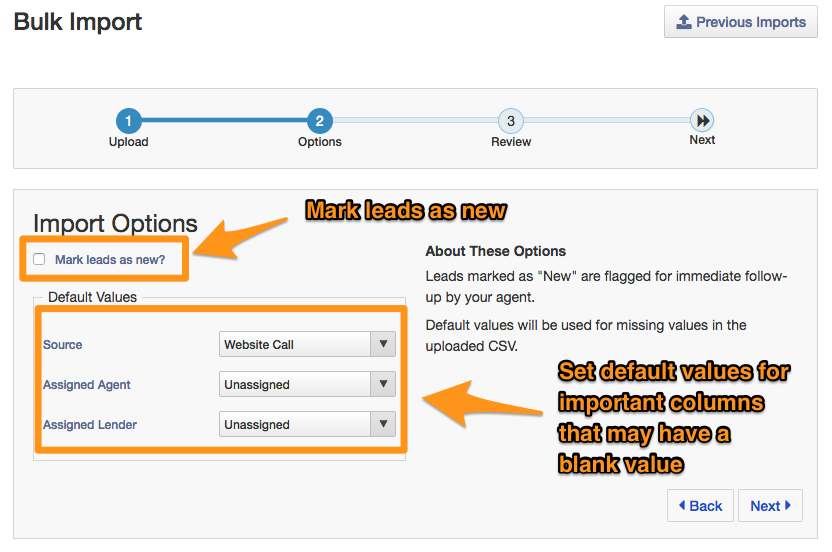 Bulk Import
Previous Imports
1
2
3
Upload
Options
Review
Next
Import Options
Mark leads as new
Mark leads as new?
Default Values
Source
Website Call
Assigned Agent
Unassigned
Assigned Lender
Unassigned
About These Options
Leads marked as "New" are flagged for immediate follow-
up by your agent.
Default values will be used for missing values in the
uploaded CSV.
Set default values for
important columns
that may have a
blank value
Back
Next